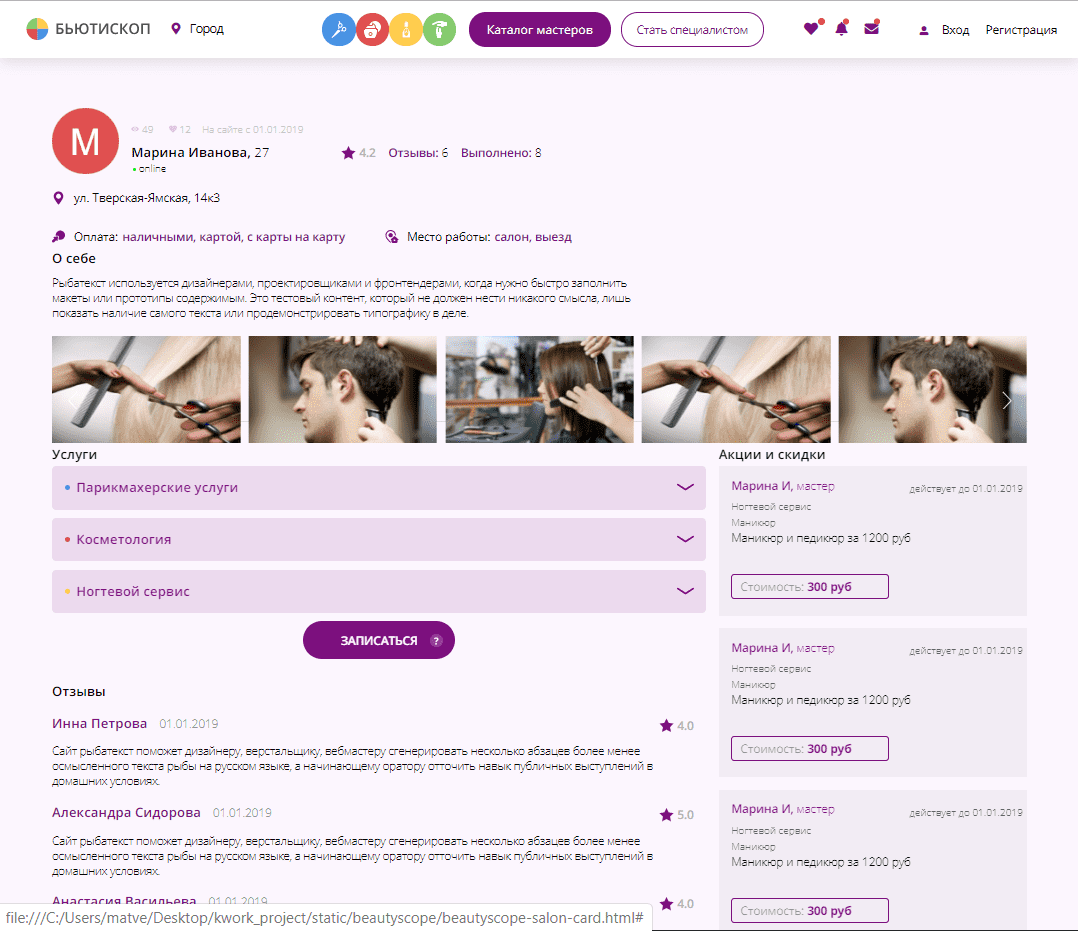 БЬЮТИСКОП
Город
Каталог мастеров
Стать специалистом
Вход
Регистрация
М
49 12 На сайте с 01.01.2019
Марина Иванова, 27
4.2 Отзывы: 6 Выполнено: 8
online
ул. Тверская-Ямская, 14к3
Оплата: наличными, картой, с карты на карту
Место работы: салон, выезд
О себе
Рыбатекст используется дизайнерами, проектировщиками и фронтендерами, когда нужно быстро заполнить
макеты или прототипы содержимым. Это тестовый контент, который не должен нести никакого смысла, лишь
показать наличие самого текста или продемонстрировать типографику в деле.
Услуги
Парикмахерские услуги
Косметология
Ногтевой сервис
ЗАПИСАТЬСЯ ?
Отзывы
Инна Петрова 01.01.2019
4.0
Сайт рыбатекст поможет дизайнеру, верстальщику, вебмастеру сгенерировать несколько абзацев более менее
осмысленного текста рыбы на русском языке, а начинающему оратору отточить навык публичных выступлений в
домашних условиях.
Александра Сидорова 01.01.2019
5.0
Сайт рыбатекст поможет дизайнеру, верстальщику, вебмастеру сгенерировать несколько абзацев более менее
осмысленного текста рыбы на русском языке, а начинающему оратору отточить навык публичных выступлений в
домашних условиях.
Анастасия Васильева 01.01.2019
4.0
Акции и скидки
Марина И, мастер
действует до 01.01.2019
Ногтевой сервис
Маникюр
Маникюр и педикюр за 1200 руб
Стоимость: 300 руб
Марина И, мастер
действует до 01.01.2019
Ногтевой сервис
Маникюр
Маникюр и педикюр за 1200 руб
Стоимость: 300 руб
Марина И, мастер
действует до 01.01.2019
Ногтевой сервис
Маникюр
Маникюр и педикюр за 1200 руб
Стоимость: 300 руб
file:///C:/Users/matve/Desktop/kwork_project/static/beautyscope/beautyscope-salon-card.html#